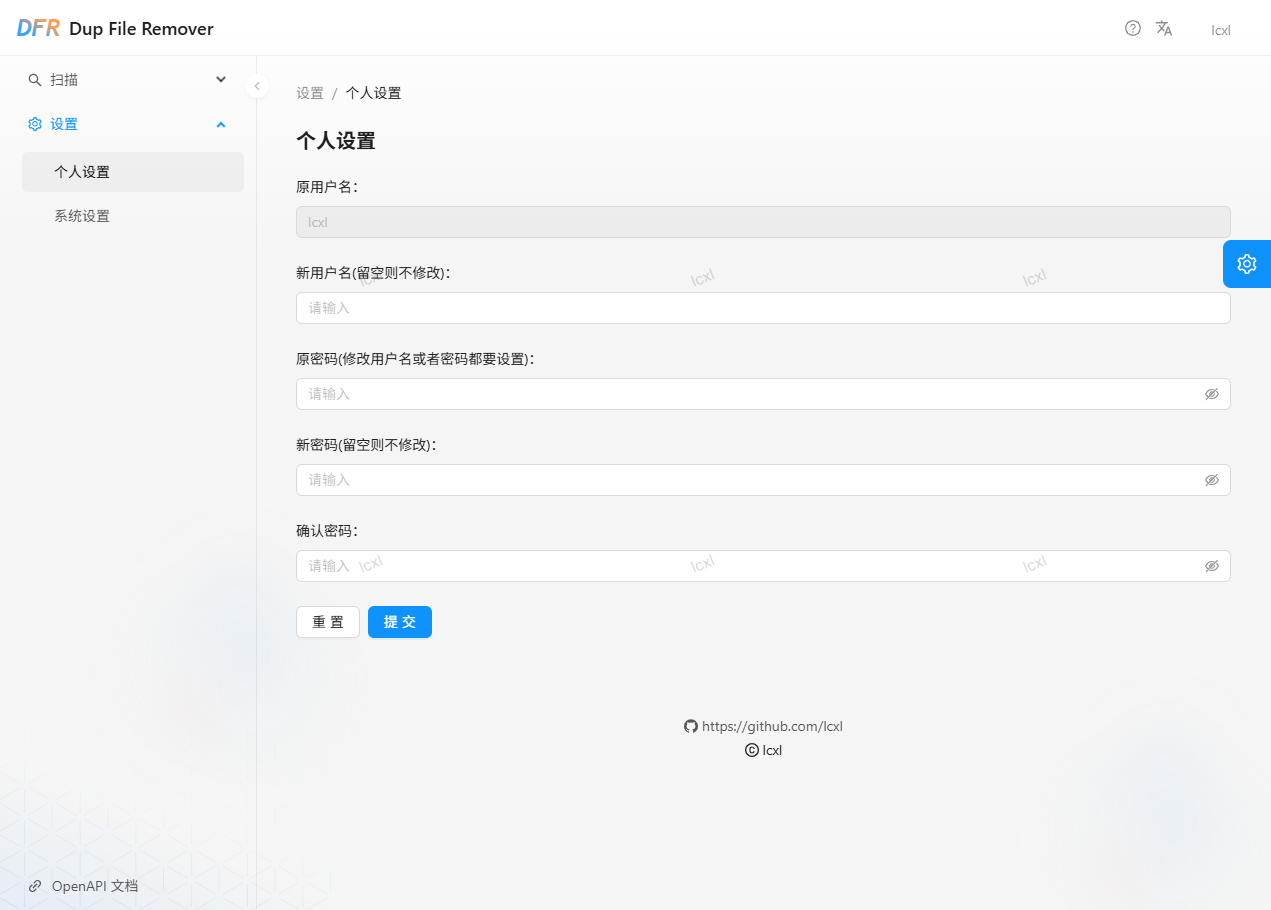 DFR Dup File Remover
lcxl
扫描
设置
个人设置
系统设置
OpenAPI 文档
设置 / 个人设置
个人设置
原用户名：
lcxl
新用户名(留空则不修改)：
lcxl lcxl lcxl
请输入
原密码(修改用户名或者密码都要设置)：
请输入
新密码(留空则不修改)：
请输入
确认密码：
请输入 lcxl lcxl lcxl
重 置 提 交
https://github.com/lcxl
© lcxl